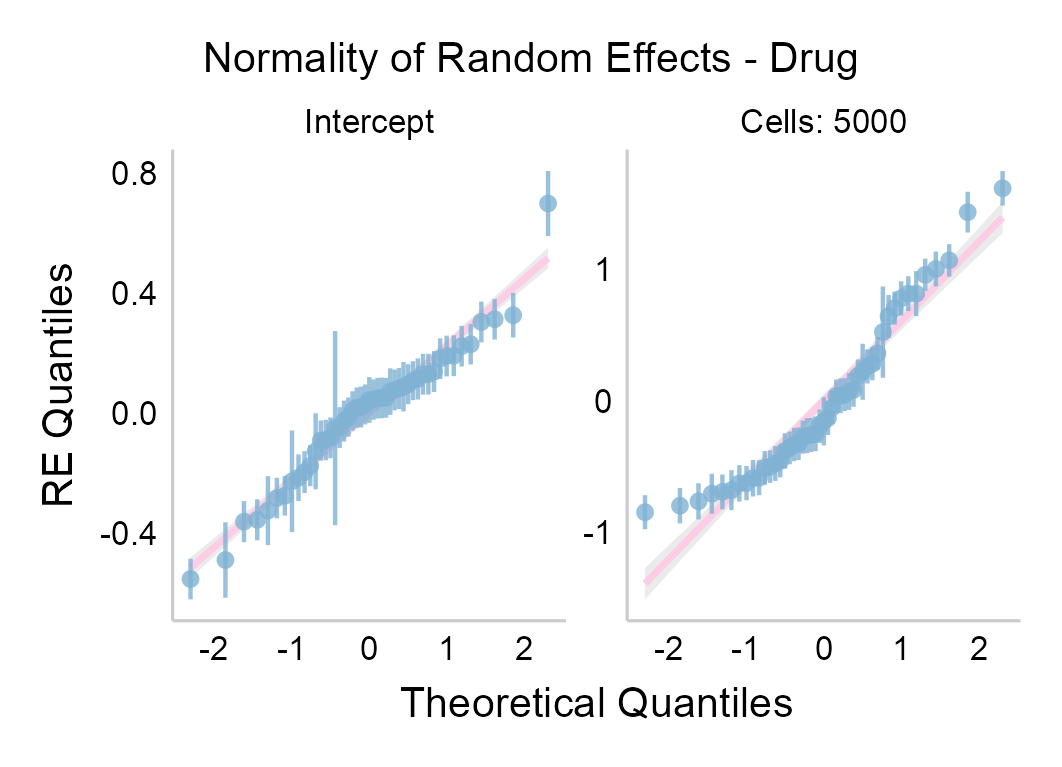 Normality of Random Effects - Drug
Intercept
Cells: 5000
RE Quantiles
0.8
0.4
0.0
-0.4
1
0
-1
-2 -1 0 1 2
-2 -1 0 1 2
Theoretical Quantiles